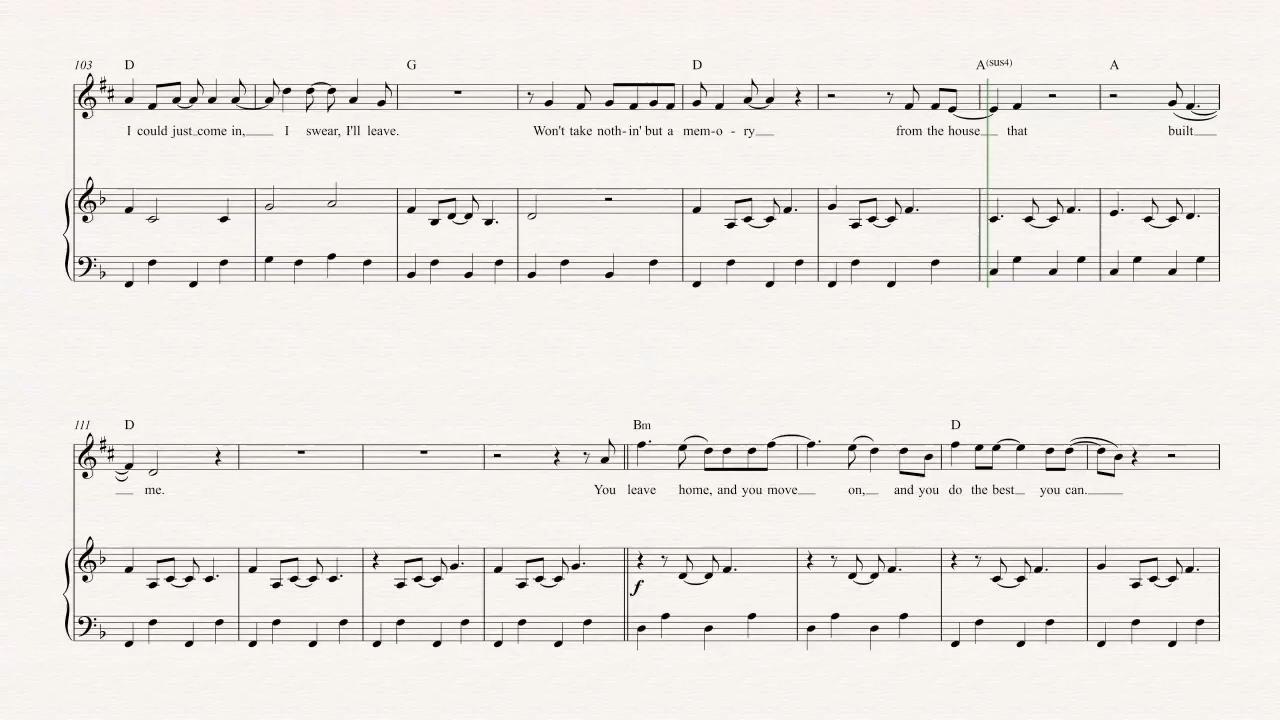 103 D G D A(sus4) A
I could just come in, I swear, I'll leave. Won't take noth-in' but a mem-o-ry from the house that built
111 D Bm D
me. You leave home, and you move on, and you do the best you can.
f